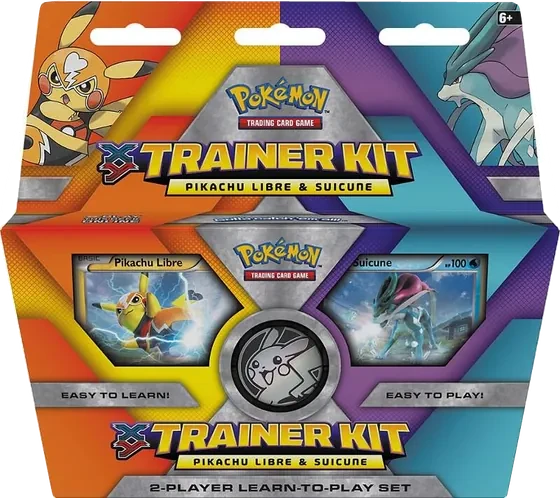 6+
POKéMON
TRADING CARD GAME
XY
TRAINER KIT
PIKACHU LIBRE & SUICUNE
POKéMON
TRADING CARD GAME
BASIC Pikachu Libre
Suicune HP100
EASY TO LEARN!
EASY TO PLAY!
XY
TRAINER KIT
PIKACHU LIBRE & SUICUNE
2-PLAYER LEARN-TO-PLAY SET